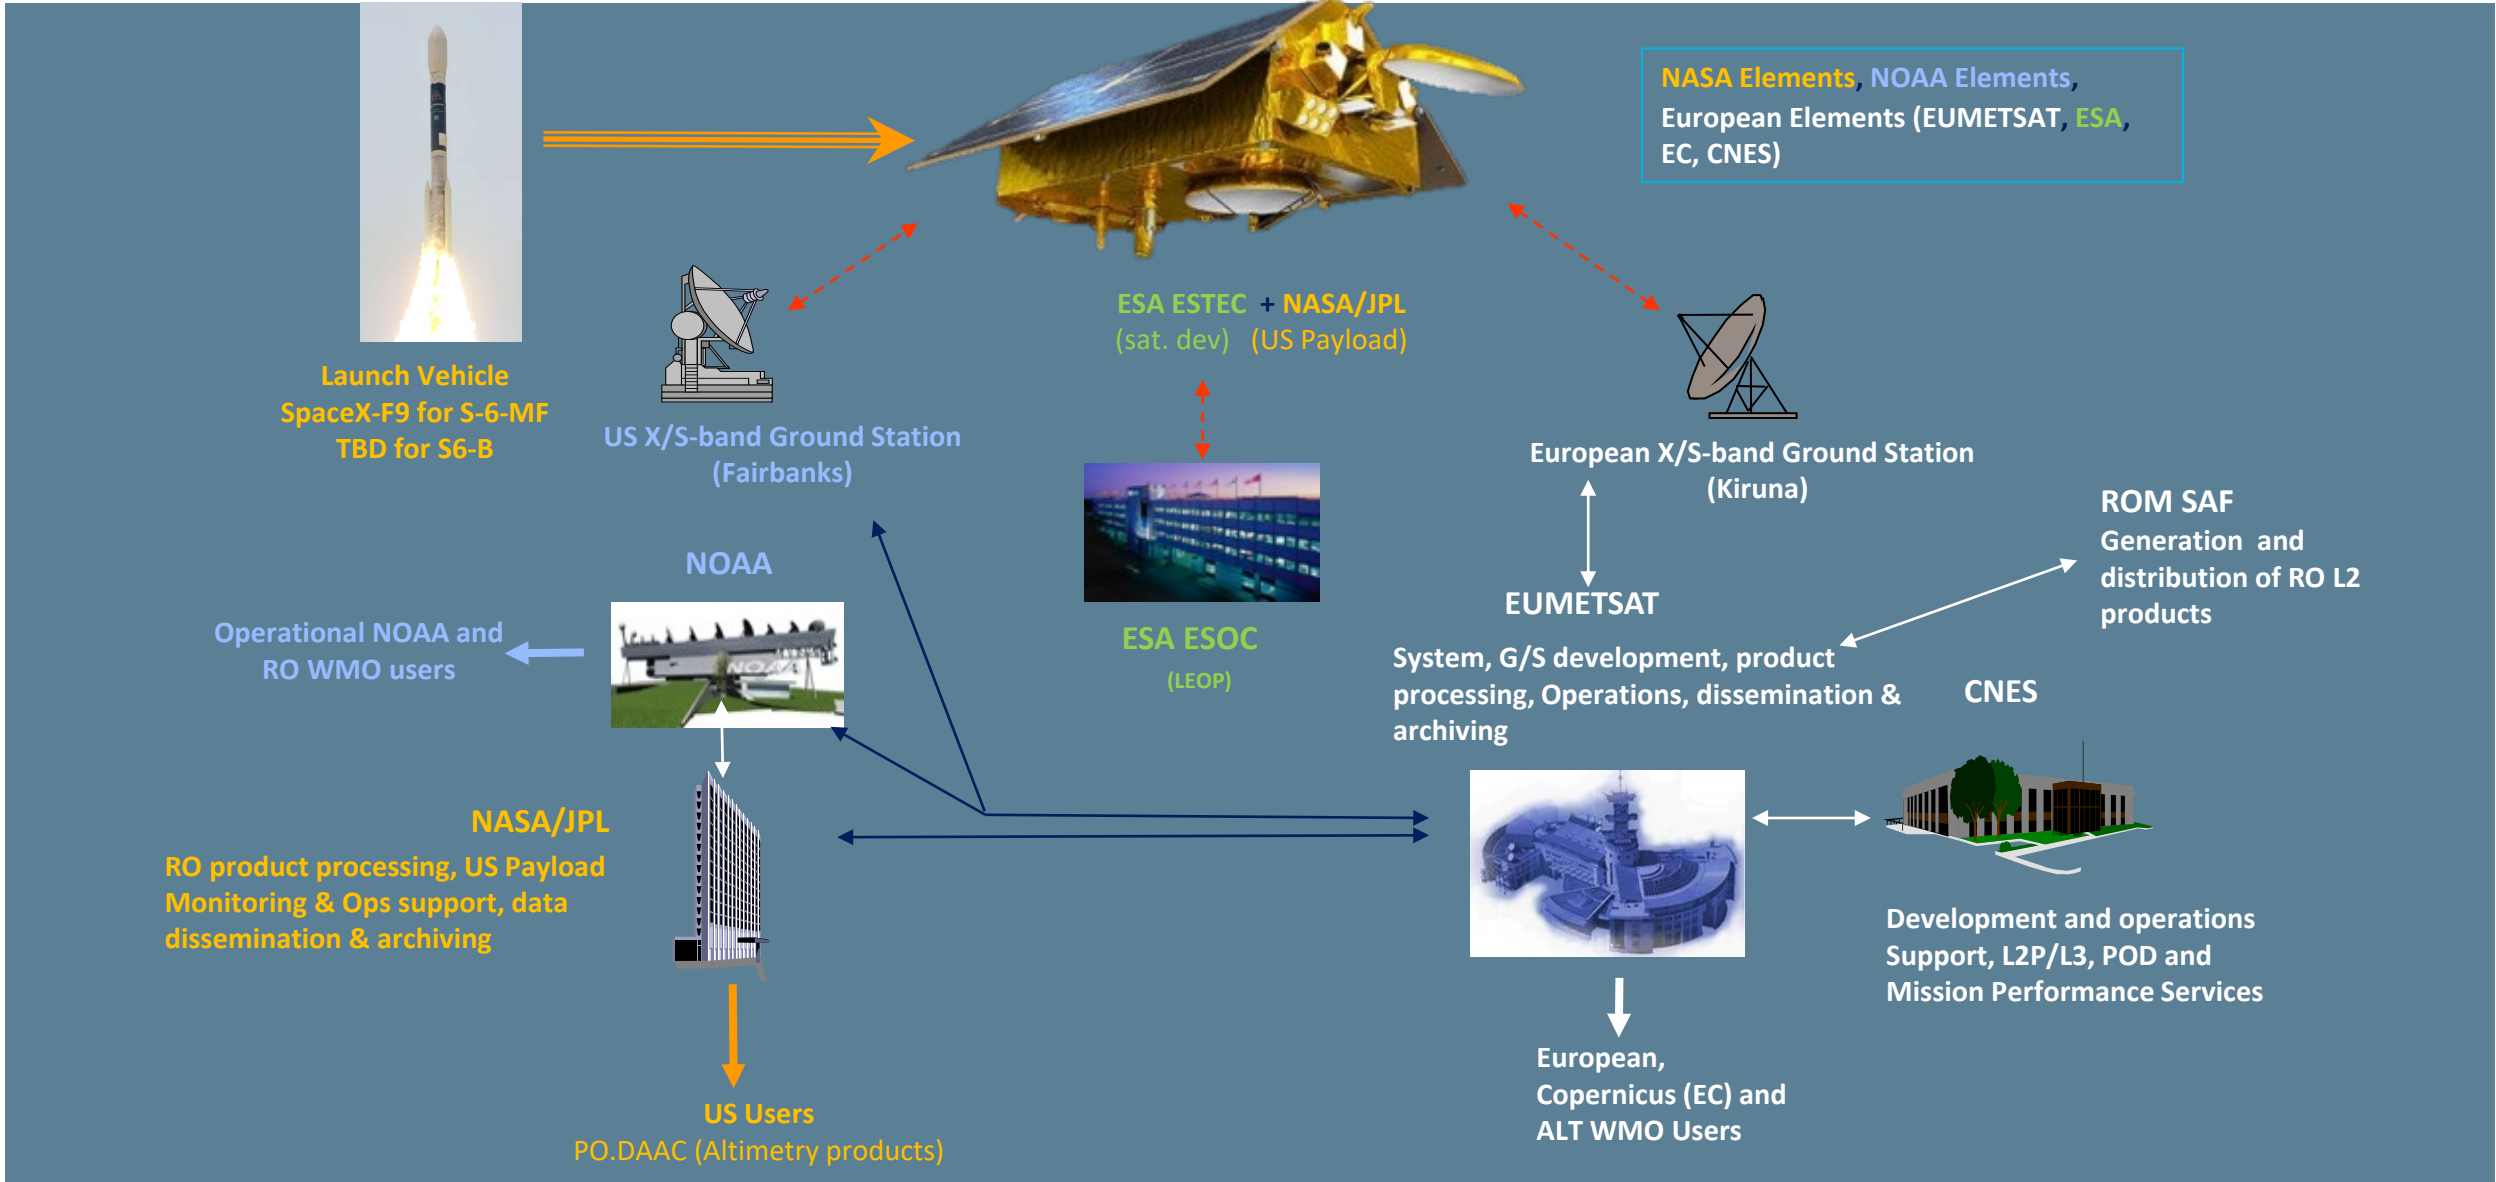 NASA Elements, NOAA Elements,
European Elements (EUMETSAT, ESA,
EC, CNES)
ESA ESTEC + NASA/JPL
(sat. dev) (US Payload)
Launch Vehicle
SpaceX-F9 for S-6-MF
TBD for S6-B
US X/S-band Ground Station
(Fairbanks)
European X/S-band Ground Station
(Kiruna)
ROM SAF
Generation and
distribution of RO L2
products
NOAA
NOAA
Operational NOAA and
RO WMO users
ESA ESOC
(LEOP)
EUMETSAT
System, G/S development, product
processing, Operations, dissemination &
archiving
CNES
NASA/JPL
RO product processing, US Payload
Monitoring & Ops support, data
dissemination & archiving
Development and operations
Support, L2P/L3, POD and
Mission Performance Services
European,
Copernicus (EC) and
ALT WMO Users
US Users
PO.DAAC (Altimetry products)